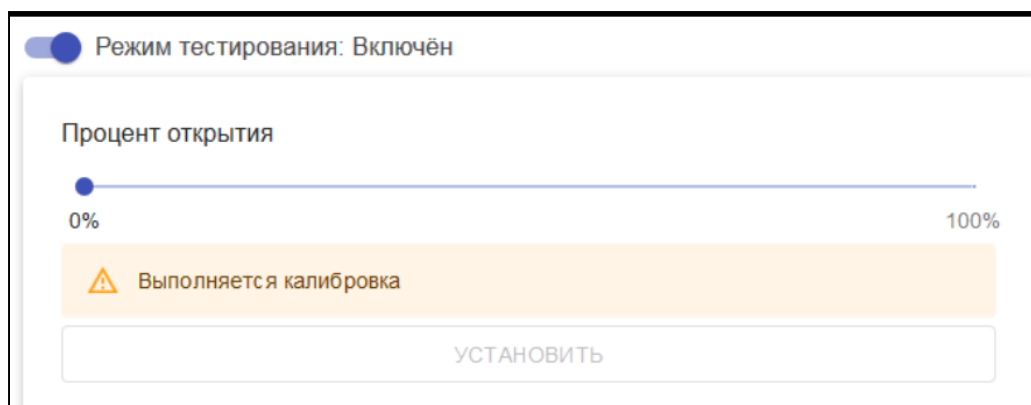 Режим тестирования: Включён
Процент открытия
0% 100%
Выполняется калибровка
УСТАНОВИТЬ